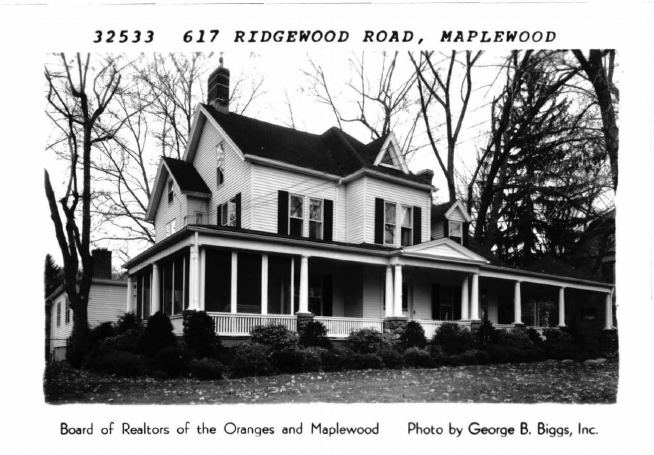 32533 617 RIDGEWOOD ROAD, MAPLEWOOD
Board of Realtors of the Oranges and Maplewood Photo by George B. Biggs, Inc.